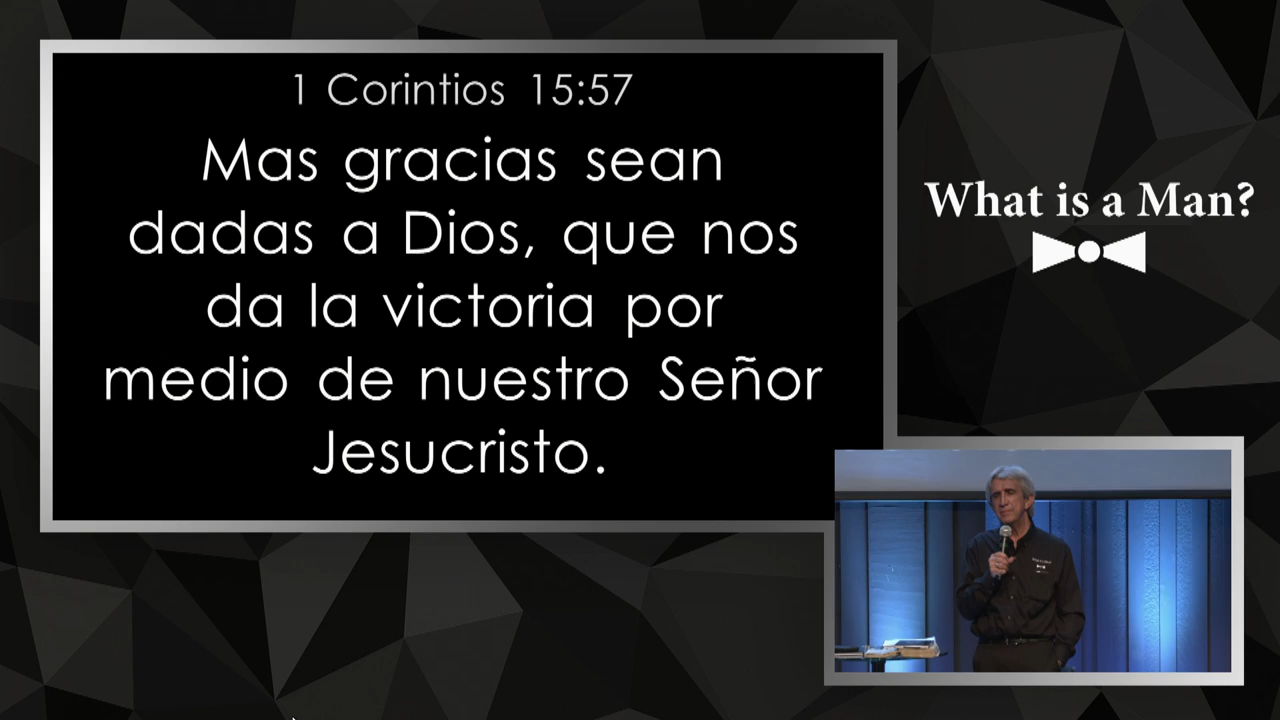 1 Corintios 15:57
Mas gracias sean
dadas a Dios, que nos
da la victoria por
medio de nuestro Señor
Jesucristo.
What is a Man?